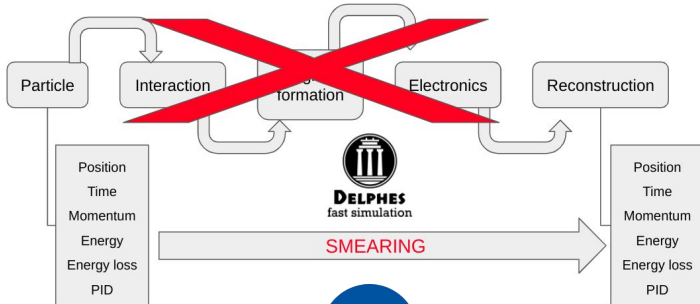 Particle
Interaction
formation
Electronics
Reconstruction
Position
Time
Momentum
Energy
Energy loss
PID
DELPHES
fast simulation
SMEARING
Position
Time
Momentum
Energy
Energy loss
PID